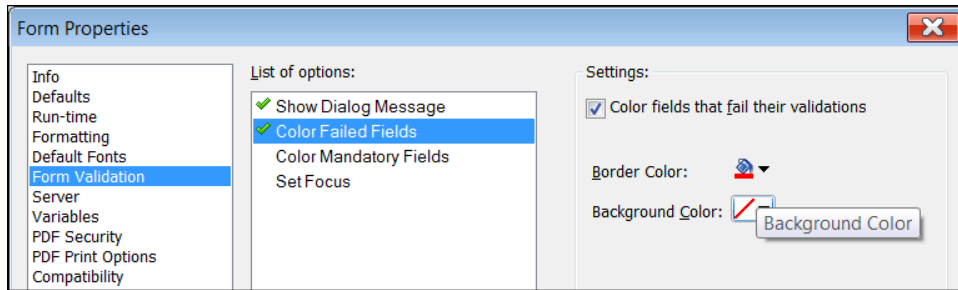 Form Properties
Info
Defaults
Run-time
Formatting
Default Fonts
Form Validation
Server
Variables
PDF Security
PDF Print Options
Compatibility
List of options:
Show Dialog Message
Color Failed Fields
Color Mandatory Fields
Set Focus
Settings:
Color fields that fail their validations
Border Color:
Background Color:
Background Color